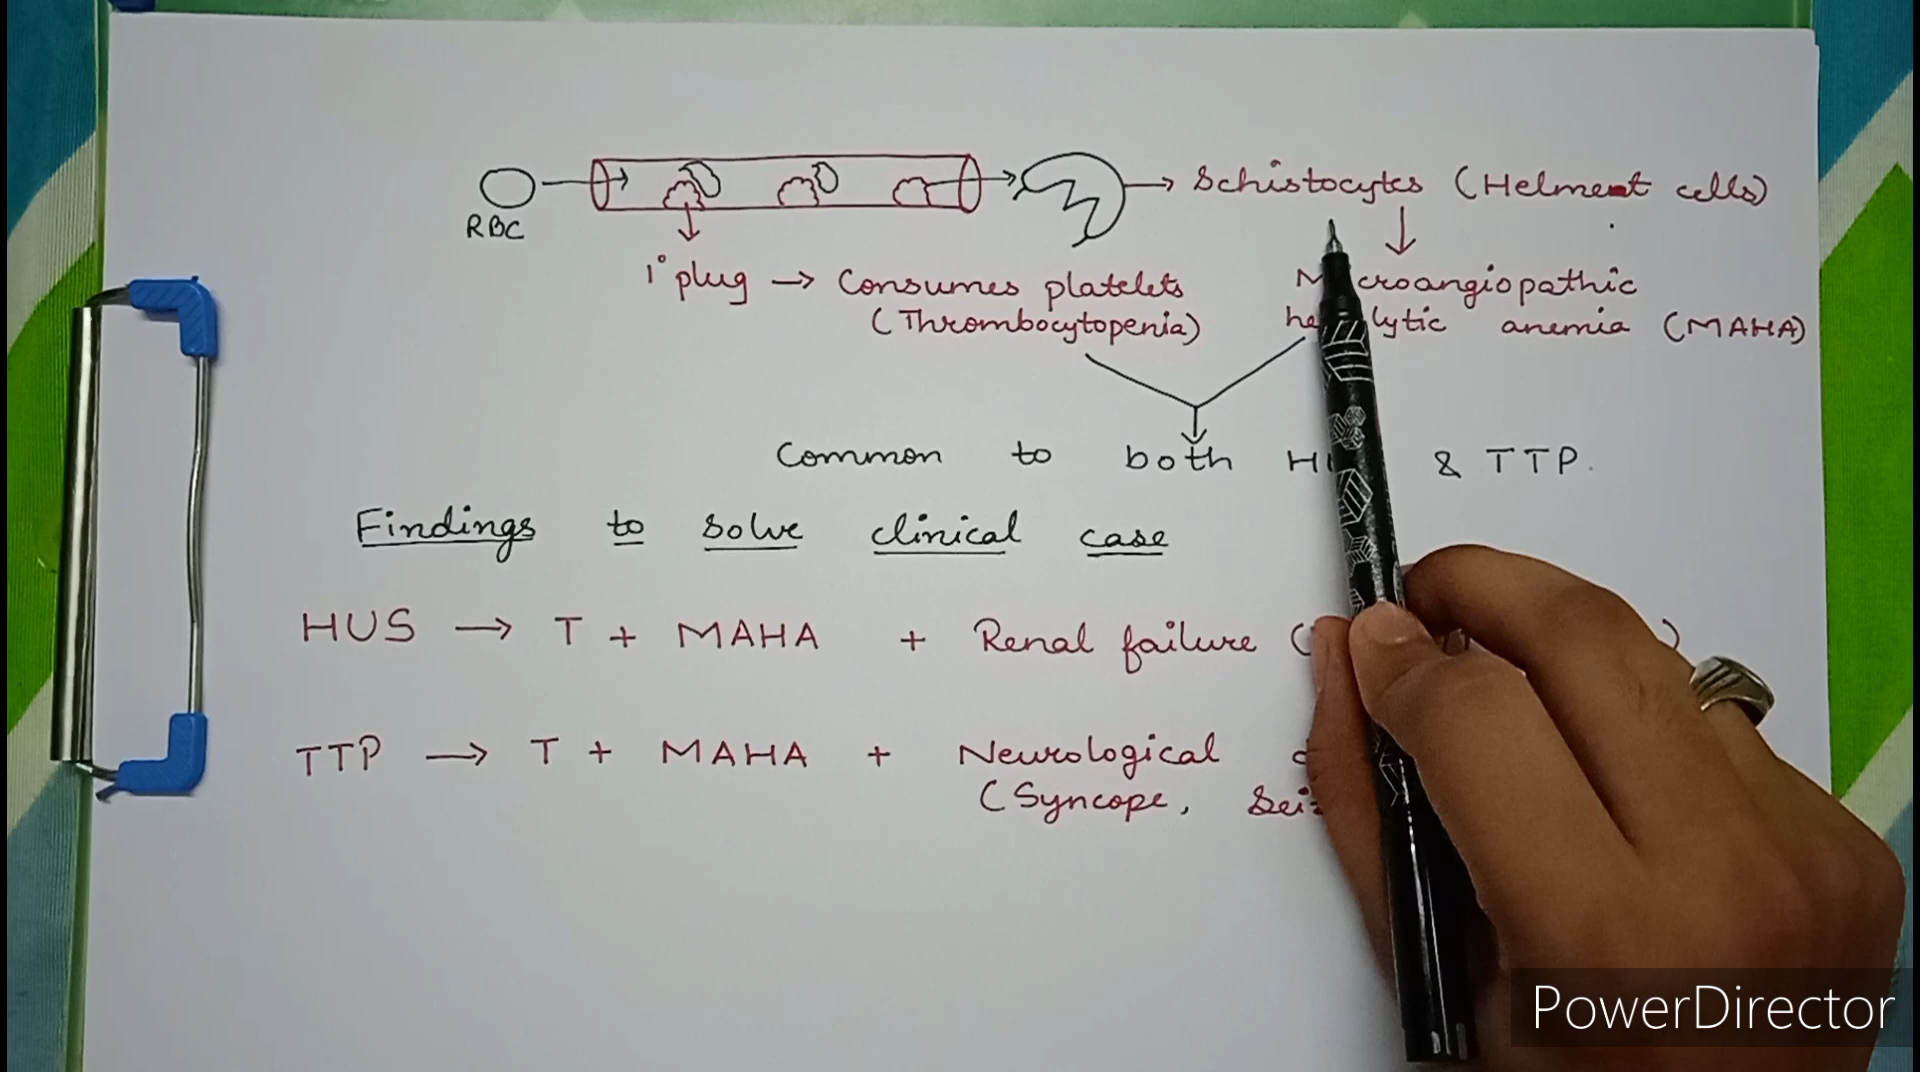 RBC → → Schistocytes (Helmet cells)
1° plug → Consumes platelets
(Thrombocytopenia) anemia (MAHA)
Common to both & TTP.
Findings to solve clinical case
HUS → T + MAHA + Renal failure (
TTP → T + MAHA + Neurological
(Syncope,
PowerDirector